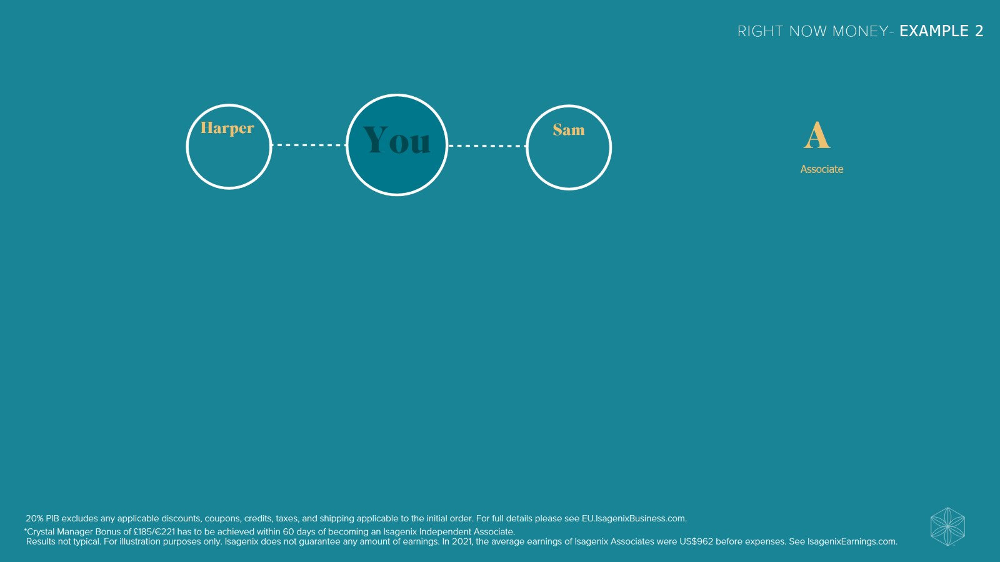 RIGHT NOW MONEY- EXAMPLE 2
Harper
You
Sam
A
Associate
20% PIB excludes any applicable discounts, coupons, credits, taxes, and shipping applicable to the initial order. For full details please see EU.IsagenixBusiness.com.
*Crystal Manager Bonus of £185/€221 has to be achieved within 60 days of becoming an Isagenix Independent Associate.
Results not typical. For illustration purposes only. Isagenix does not guarantee any amount of earnings. In 2021, the average earnings of Isagenix Associates were US$962 before expenses. See IsagenixEarnings.com.